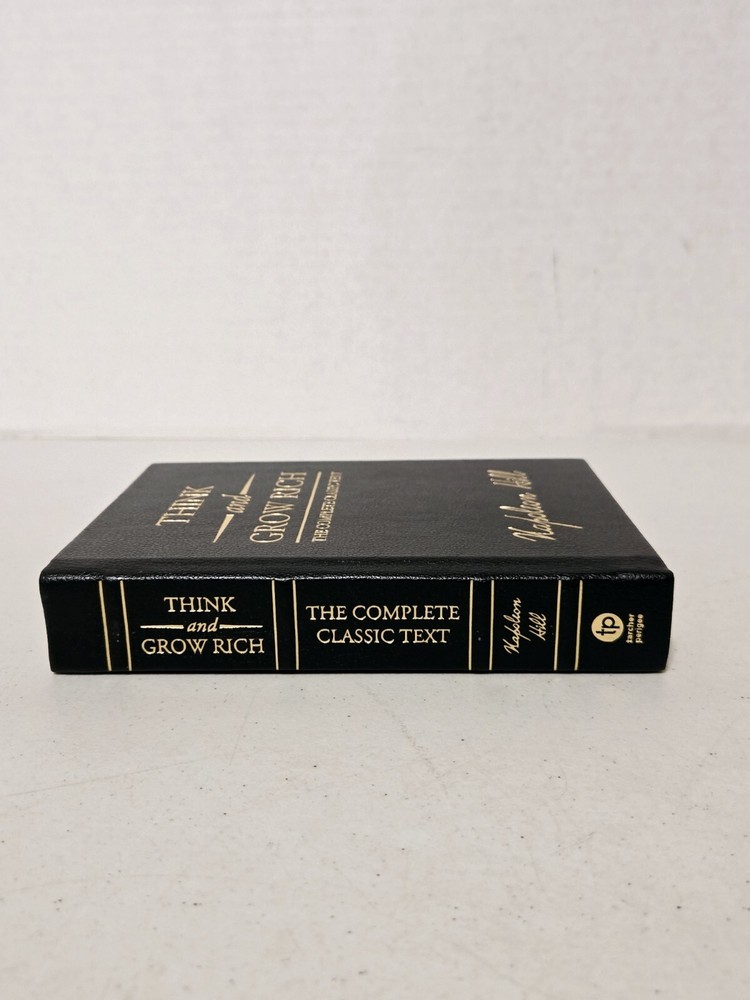 THINK
and
GROW RICH
THE COMPLETE CLASSIC TEXT
Napoleon Hill
THINK
and
GROW RICH
THE COMPLETE
CLASSIC TEXT
Napoleon
Hill
tp
tarcher
perigee